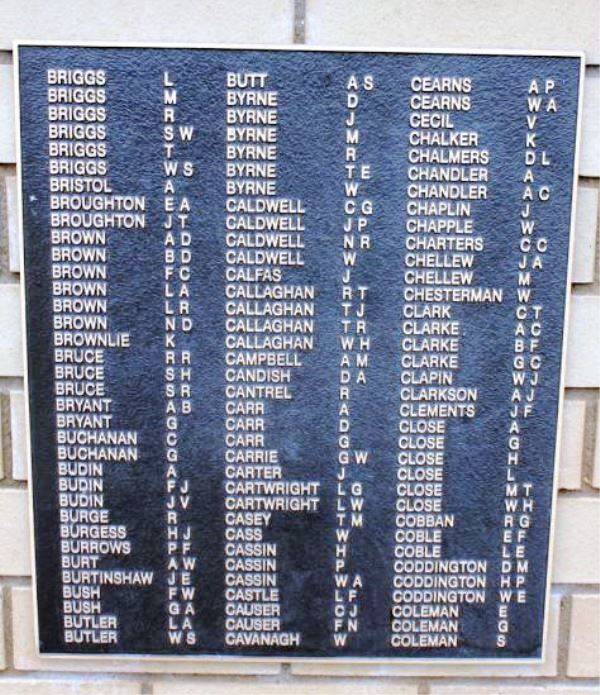 BRIGGS L
BRIGGS M
BRIGGS R
BRIGGS S W
BRIGGS T
BRIGGS W S
BRISTOL A
BROUGHTON E A
BROUGHTON J T
BROWN A D
BROWN B D
BROWN F C
BROWN L A
BROWN L R
BROWN N D
BROWNLIE K
BRUCE R R
BRUCE S H
BRUCE S R
BRYANT A B
BRYANT G
BUCHANAN C
BUCHANAN G
BUDIN A
BUDIN F J
BUDIN J V
BURGE R
BURGESS H J
BURROWS P F
BURT A W
BURTINSHAW J E
BUSH F W
BUSH G A
BUTLER L A
BUTLER W S
BUTT A S
BYRNE D
BYRNE J
BYRNE M
BYRNE R
BYRNE T E
BYRNE W
CALDWELL C G
CALDWELL J P
CALDWELL N R
CALDWELL W
CALFAS J
CALLAGHAN R T
CALLAGHAN T J
CALLAGHAN T R
CALLAGHAN W H
CAMPBELL A M
CANDISH D A
CANTREL R
CARR A
CARR D
CARR G
CARRIE G W
CARTER J
CARTWRIGHT L G
CARTWRIGHT L W
CASEY T M
CASS W
CASSIN H
CASSIN P
CASSIN W A
CASTLE L F
CAUSER C J
CAUSER F N
CAVANAGH W
CEARNS A P
CEARNS W A
CECIL V
CHALKER K
CHALMERS D L
CHANDLER A
CHANDLER A C
CHAPLIN J
CHAPPLE W
CHARTERS C C
CHELLEW J A
CHELLEW M
CHESTERMAN W
CLARK C T
CLARKE A C
CLARKE B F
CLARKE G C
CLAPIN W J
CLARKSON A J
CLEMENTS J F
CLOSE A
CLOSE G
CLOSE H
CLOSE L
CLOSE M T
CLOSE W H
COBBAN R G
COBLE E F
COBLE L E
CODDINGTON D M
CODDINGTON H P
CODDINGTON W E
COLEMAN E
COLEMAN G
COLEMAN S